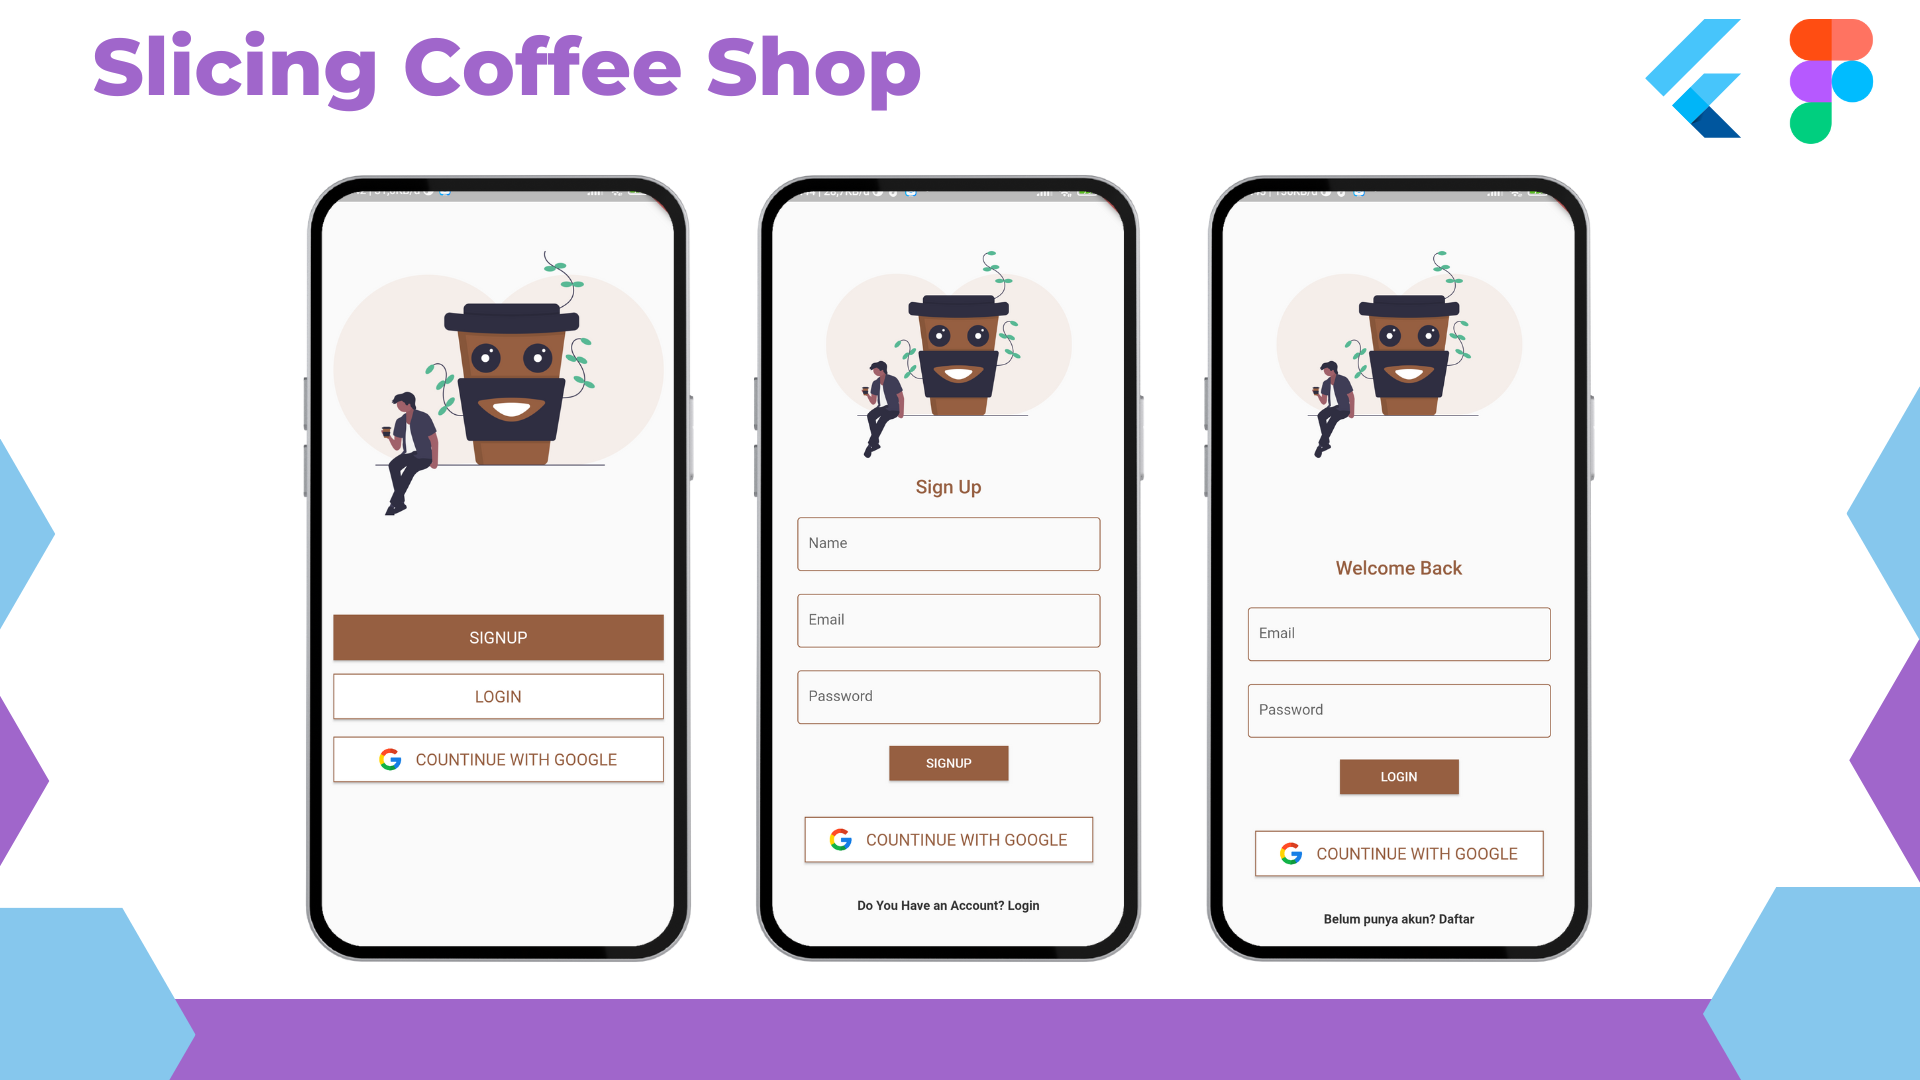 Slicing Coffee Shop
SIGNUP
LOGIN
COUNTINUE WITH GOOGLE
Sign Up
Name
Email
Password
SIGNUP
COUNTINUE WITH GOOGLE
Do You Have an Account? Login
Welcome Back
Email
Password
LOGIN
COUNTINUE WITH GOOGLE
Belum punya akun? Daftar